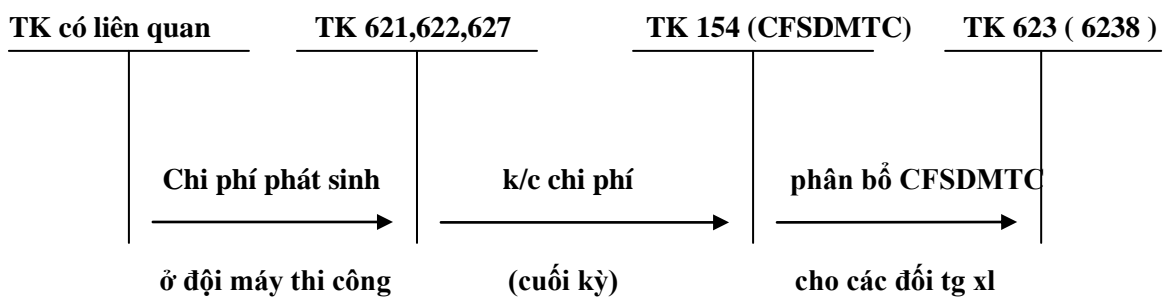 TK có liên quan TK 621,622,627 TK 154 (CFSDMTC) TK 623 ( 6238 )
Chi phí phát sinh k/c chi phí phân bổ CFSDMTC
ở đội máy thi công (cuối kỳ) cho các đối tg xl